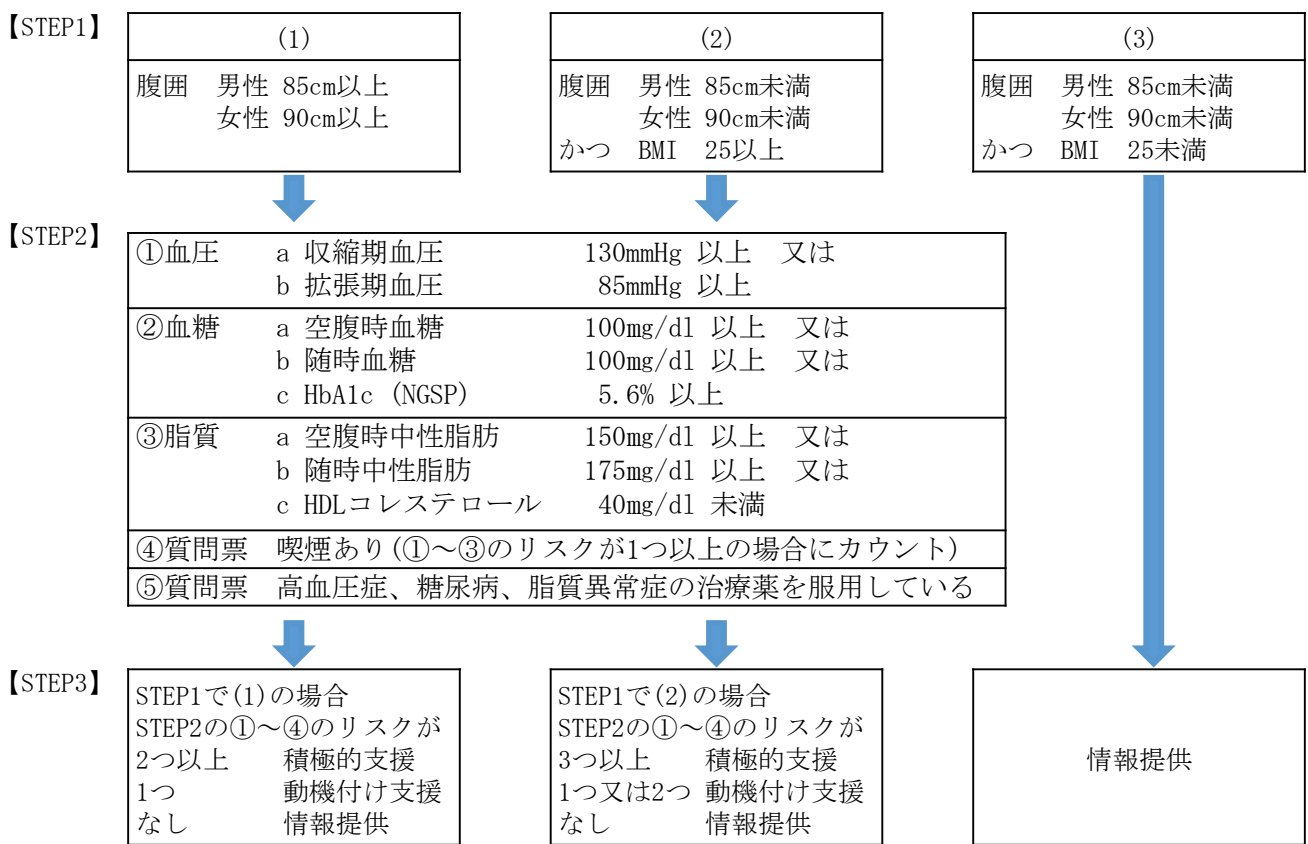 【STEP1】
(1)
腹囲 男性 85cm以上
女性 90cm以上
(2)
腹囲 男性 85cm未満
女性 90cm未満
かつ BMI 25以上
(3)
腹囲 男性 85cm未満
女性 90cm未満
かつ BMI 25未満
【STEP2】
①血圧 a 収縮期血圧 130mmHg 以上 又は
b 拡張期血圧 85mmHg 以上
②血糖 a 空腹時血糖 100mg/dl 以上 又は
b 随時血糖 100mg/dl 以上 又は
c HbA1c (NGSP) 5.6% 以上
③脂質 a 空腹時中性脂肪 150mg/dl 以上 又は
b 随時中性脂肪 175mg/dl 以上 又は
c HDLコレステロール 40mg/dl 未満
④質問票 喫煙あり(①～③のリスクが1つ以上の場合にカウント)
⑤質問票 高血圧症、糖尿病、脂質異常症の治療薬を服用している
【STEP3】
STEP1で(1)の場合
STEP2の①～④のリスクが
2つ以上 積極的支援
1つ 動機付け支援
なし 情報提供
STEP1で(2)の場合
STEP2の①～④のリスクが
3つ以上 積極的支援
1つ又は2つ 動機付け支援
なし 情報提供
情報提供